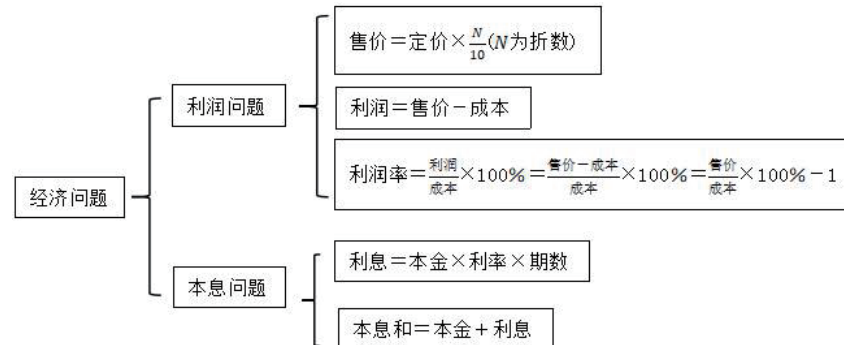 经济问题
利润问题
售价＝定价×N/10(N为折数)
利润＝售价－成本
利润率＝利润/成本×100%＝售价－成本/成本×100%＝售价/成本×100%－1
本息问题
利息＝本金×利率×期数
本息和＝本金＋利息